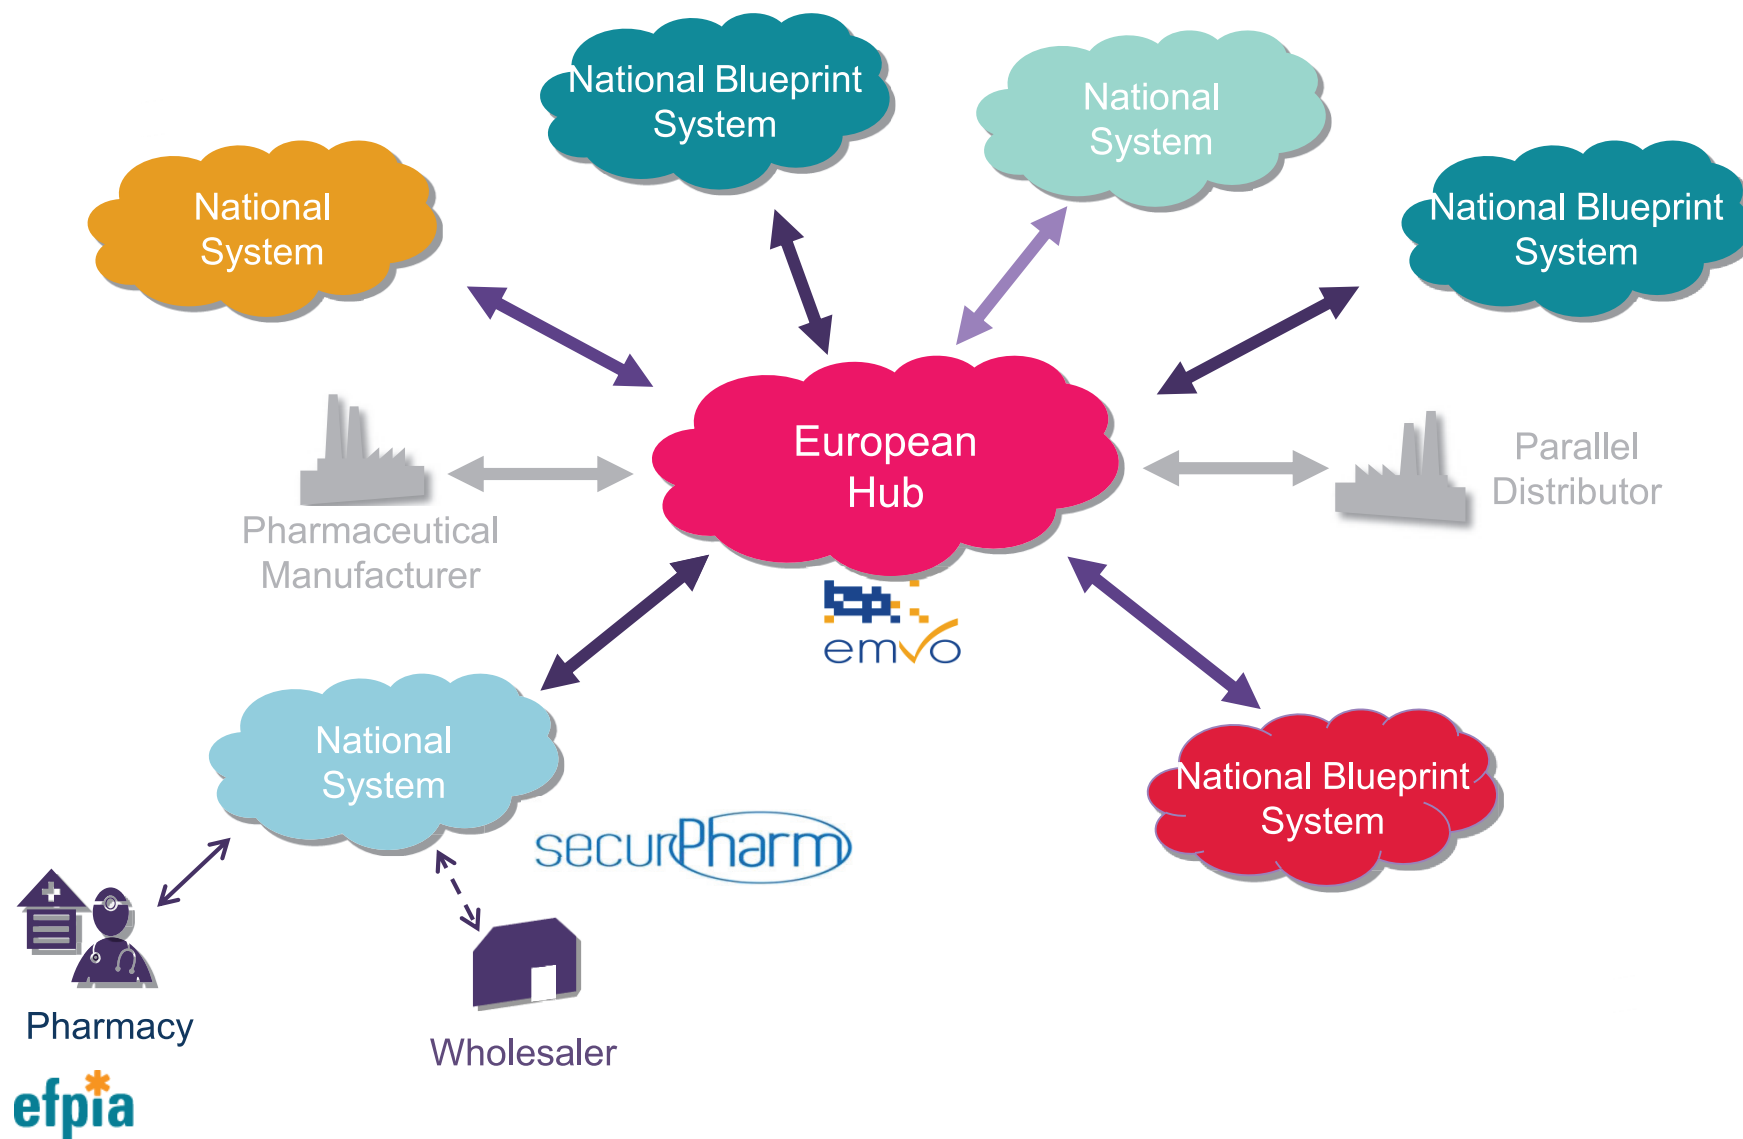 National Blueprint
System
National
System
National
System
National Blueprint
System
European
Hub
Pharmaceutical
Manufacturer
Parallel
Distributor
emvo
National
System
National Blueprint
System
securPharm
Pharmacy
Wholesaler
efpia